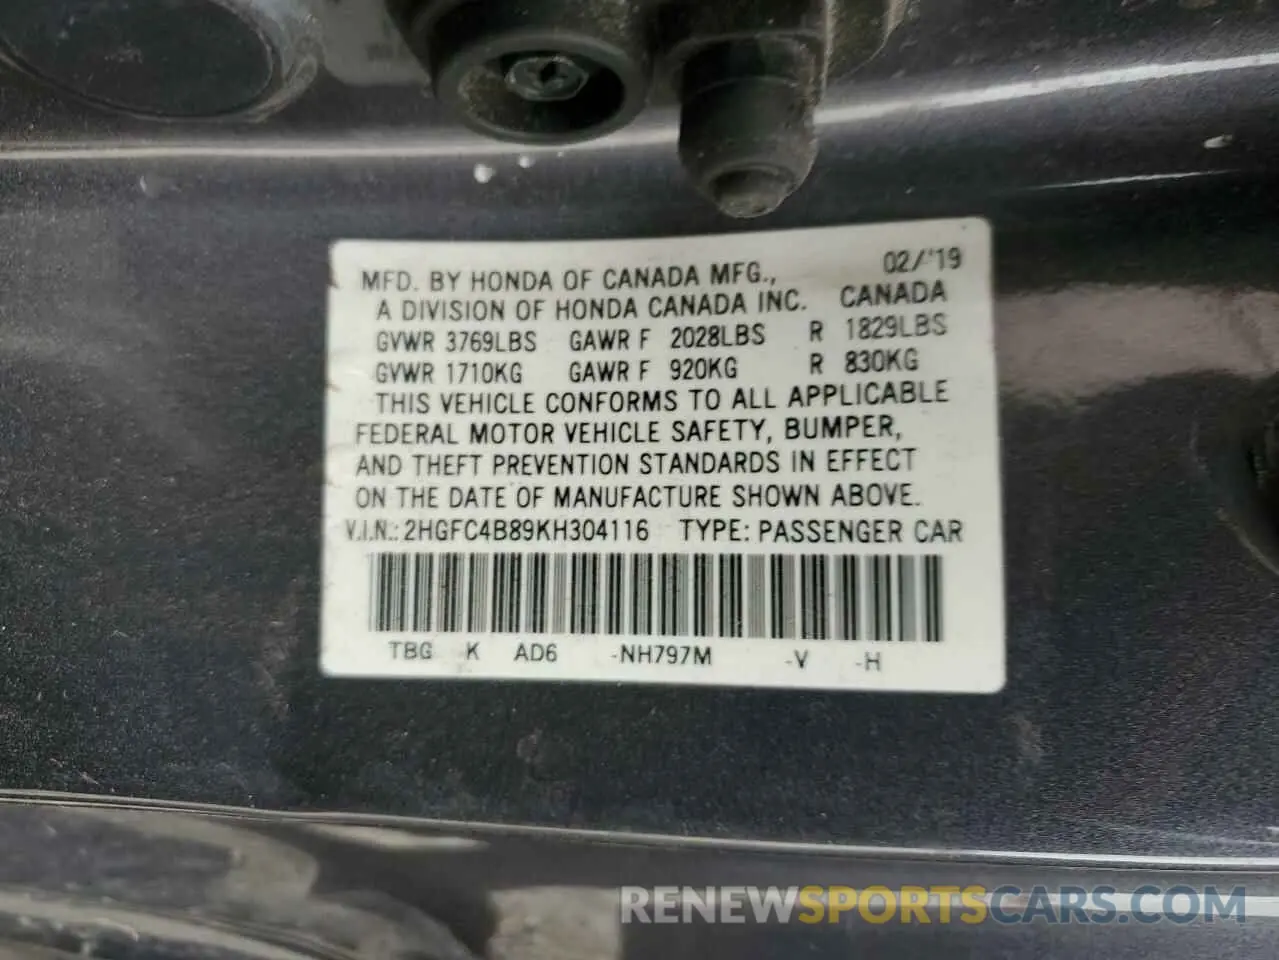 MFD. BY HONDA OF CANADA MFG., 02/'19
A DIVISION OF HONDA CANADA INC. CANADA
GVWR 3769LBS GAWR F 2028LBS R 1829LBS
GVWR 1710KG GAWR F 920KG R 830KG
THIS VEHICLE CONFORMS TO ALL APPLICABLE
FEDERAL MOTOR VEHICLE SAFETY, BUMPER,
AND THEFT PREVENTION STANDARDS IN EFFECT
ON THE DATE OF MANUFACTURE SHOWN ABOVE.
V.I.N.: 2HGFC4B89KH304116 TYPE: PASSENGER CAR
TBG K AD6 -NH797M -V -H
RENEWSPORTSCARS.COM